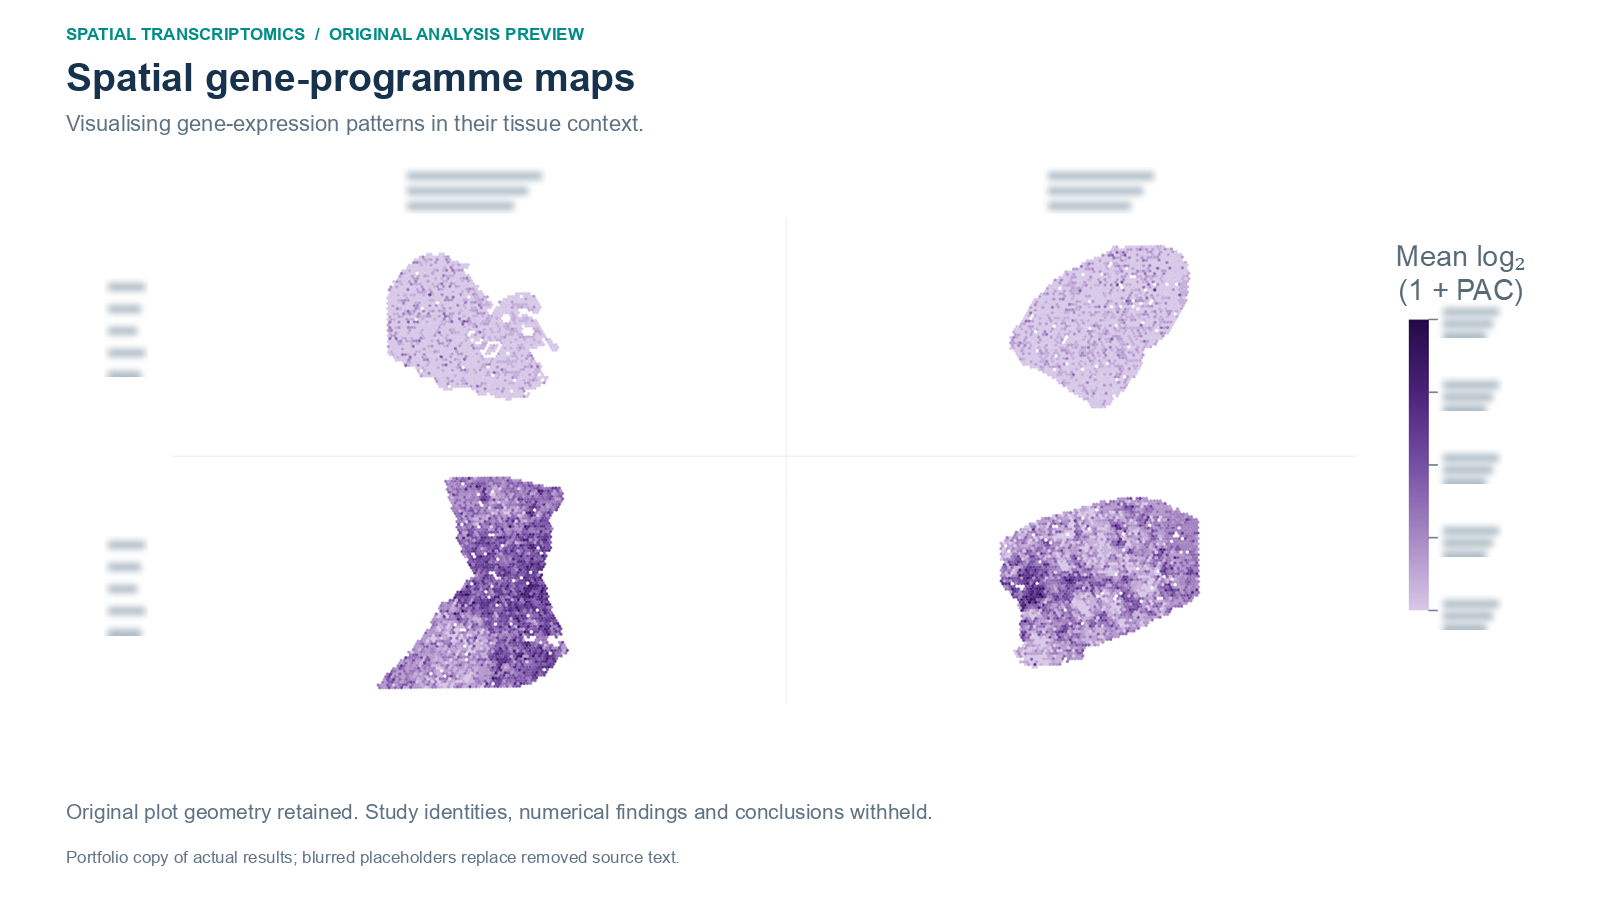 SPATIAL TRANSCRIPTOMICS / ORIGINAL ANALYSIS PREVIEW
Spatial gene-programme maps
Visualising gene-expression patterns in their tissue context.
Mean log₂
(1 + PAC)
Original plot geometry retained. Study identities, numerical findings and conclusions withheld.
Portfolio copy of actual results; blurred placeholders replace removed source text.